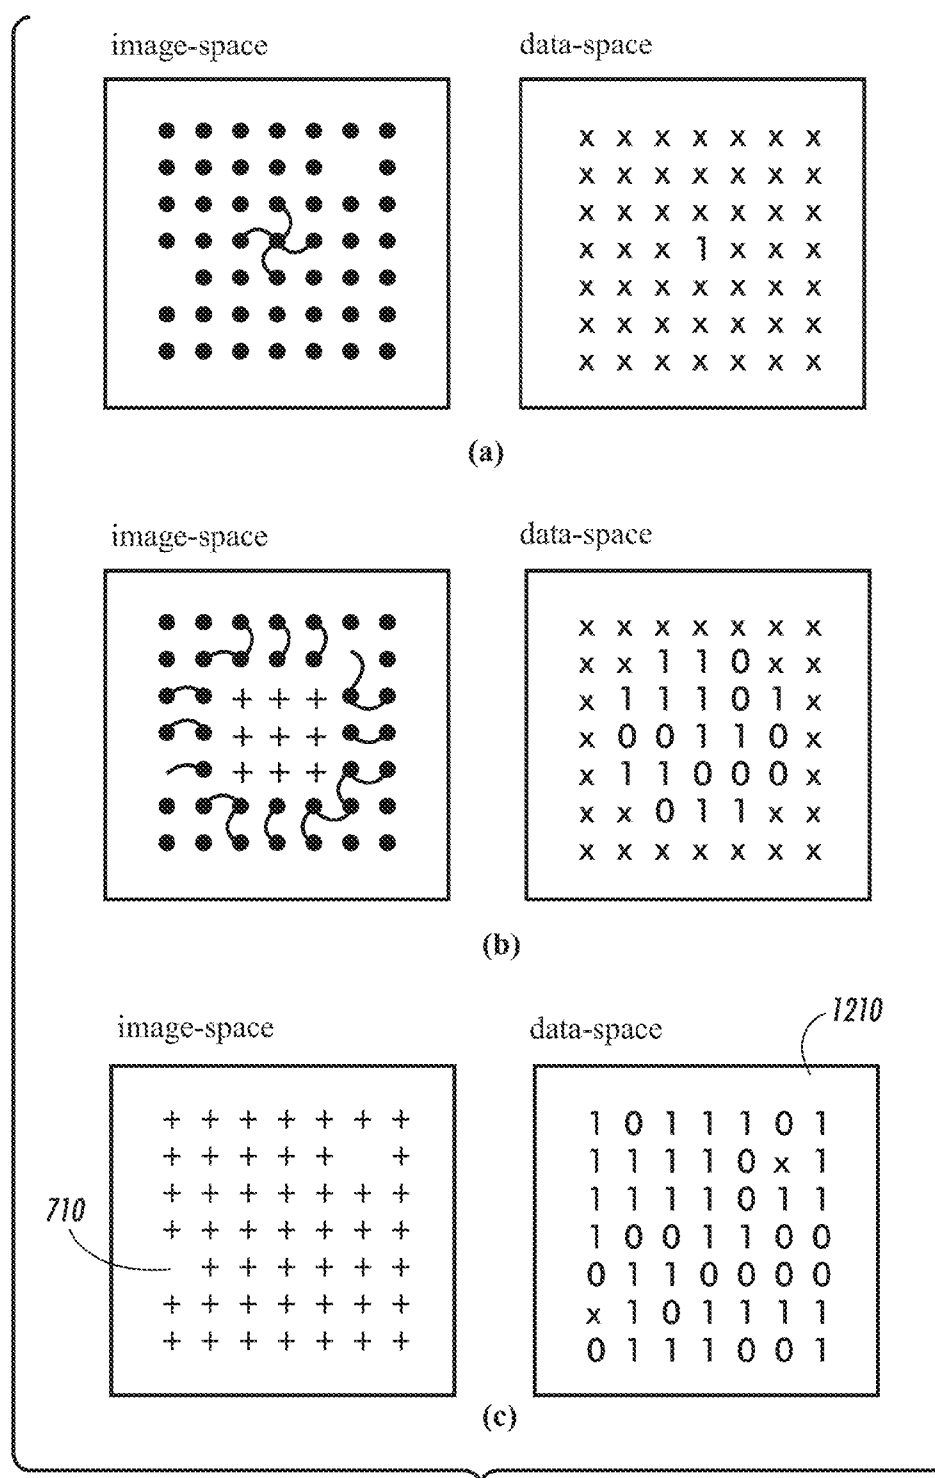 image-space data-space
x x x x x x x
x x x x x x x
x x x x x x x
x x x 1 x x x
x x x x x x x
x x x x x x x
x x x x x x x
(a)
image-space data-space
x x x x x x x
x x 1 1 0 x x
x 1 1 1 0 1 x
x 0 0 1 1 0 x
x 1 1 0 0 0 x
x x 0 1 1 x x
x x x x x x x
(b)
1210
image-space data-space
1 0 1 1 1 0 1
1 1 1 1 0 x 1
1 1 1 1 0 1 1
710
1 0 0 1 1 0 0
0 1 1 0 0 0 0
x 1 0 1 1 1 1
0 1 1 1 0 0 1
(c)